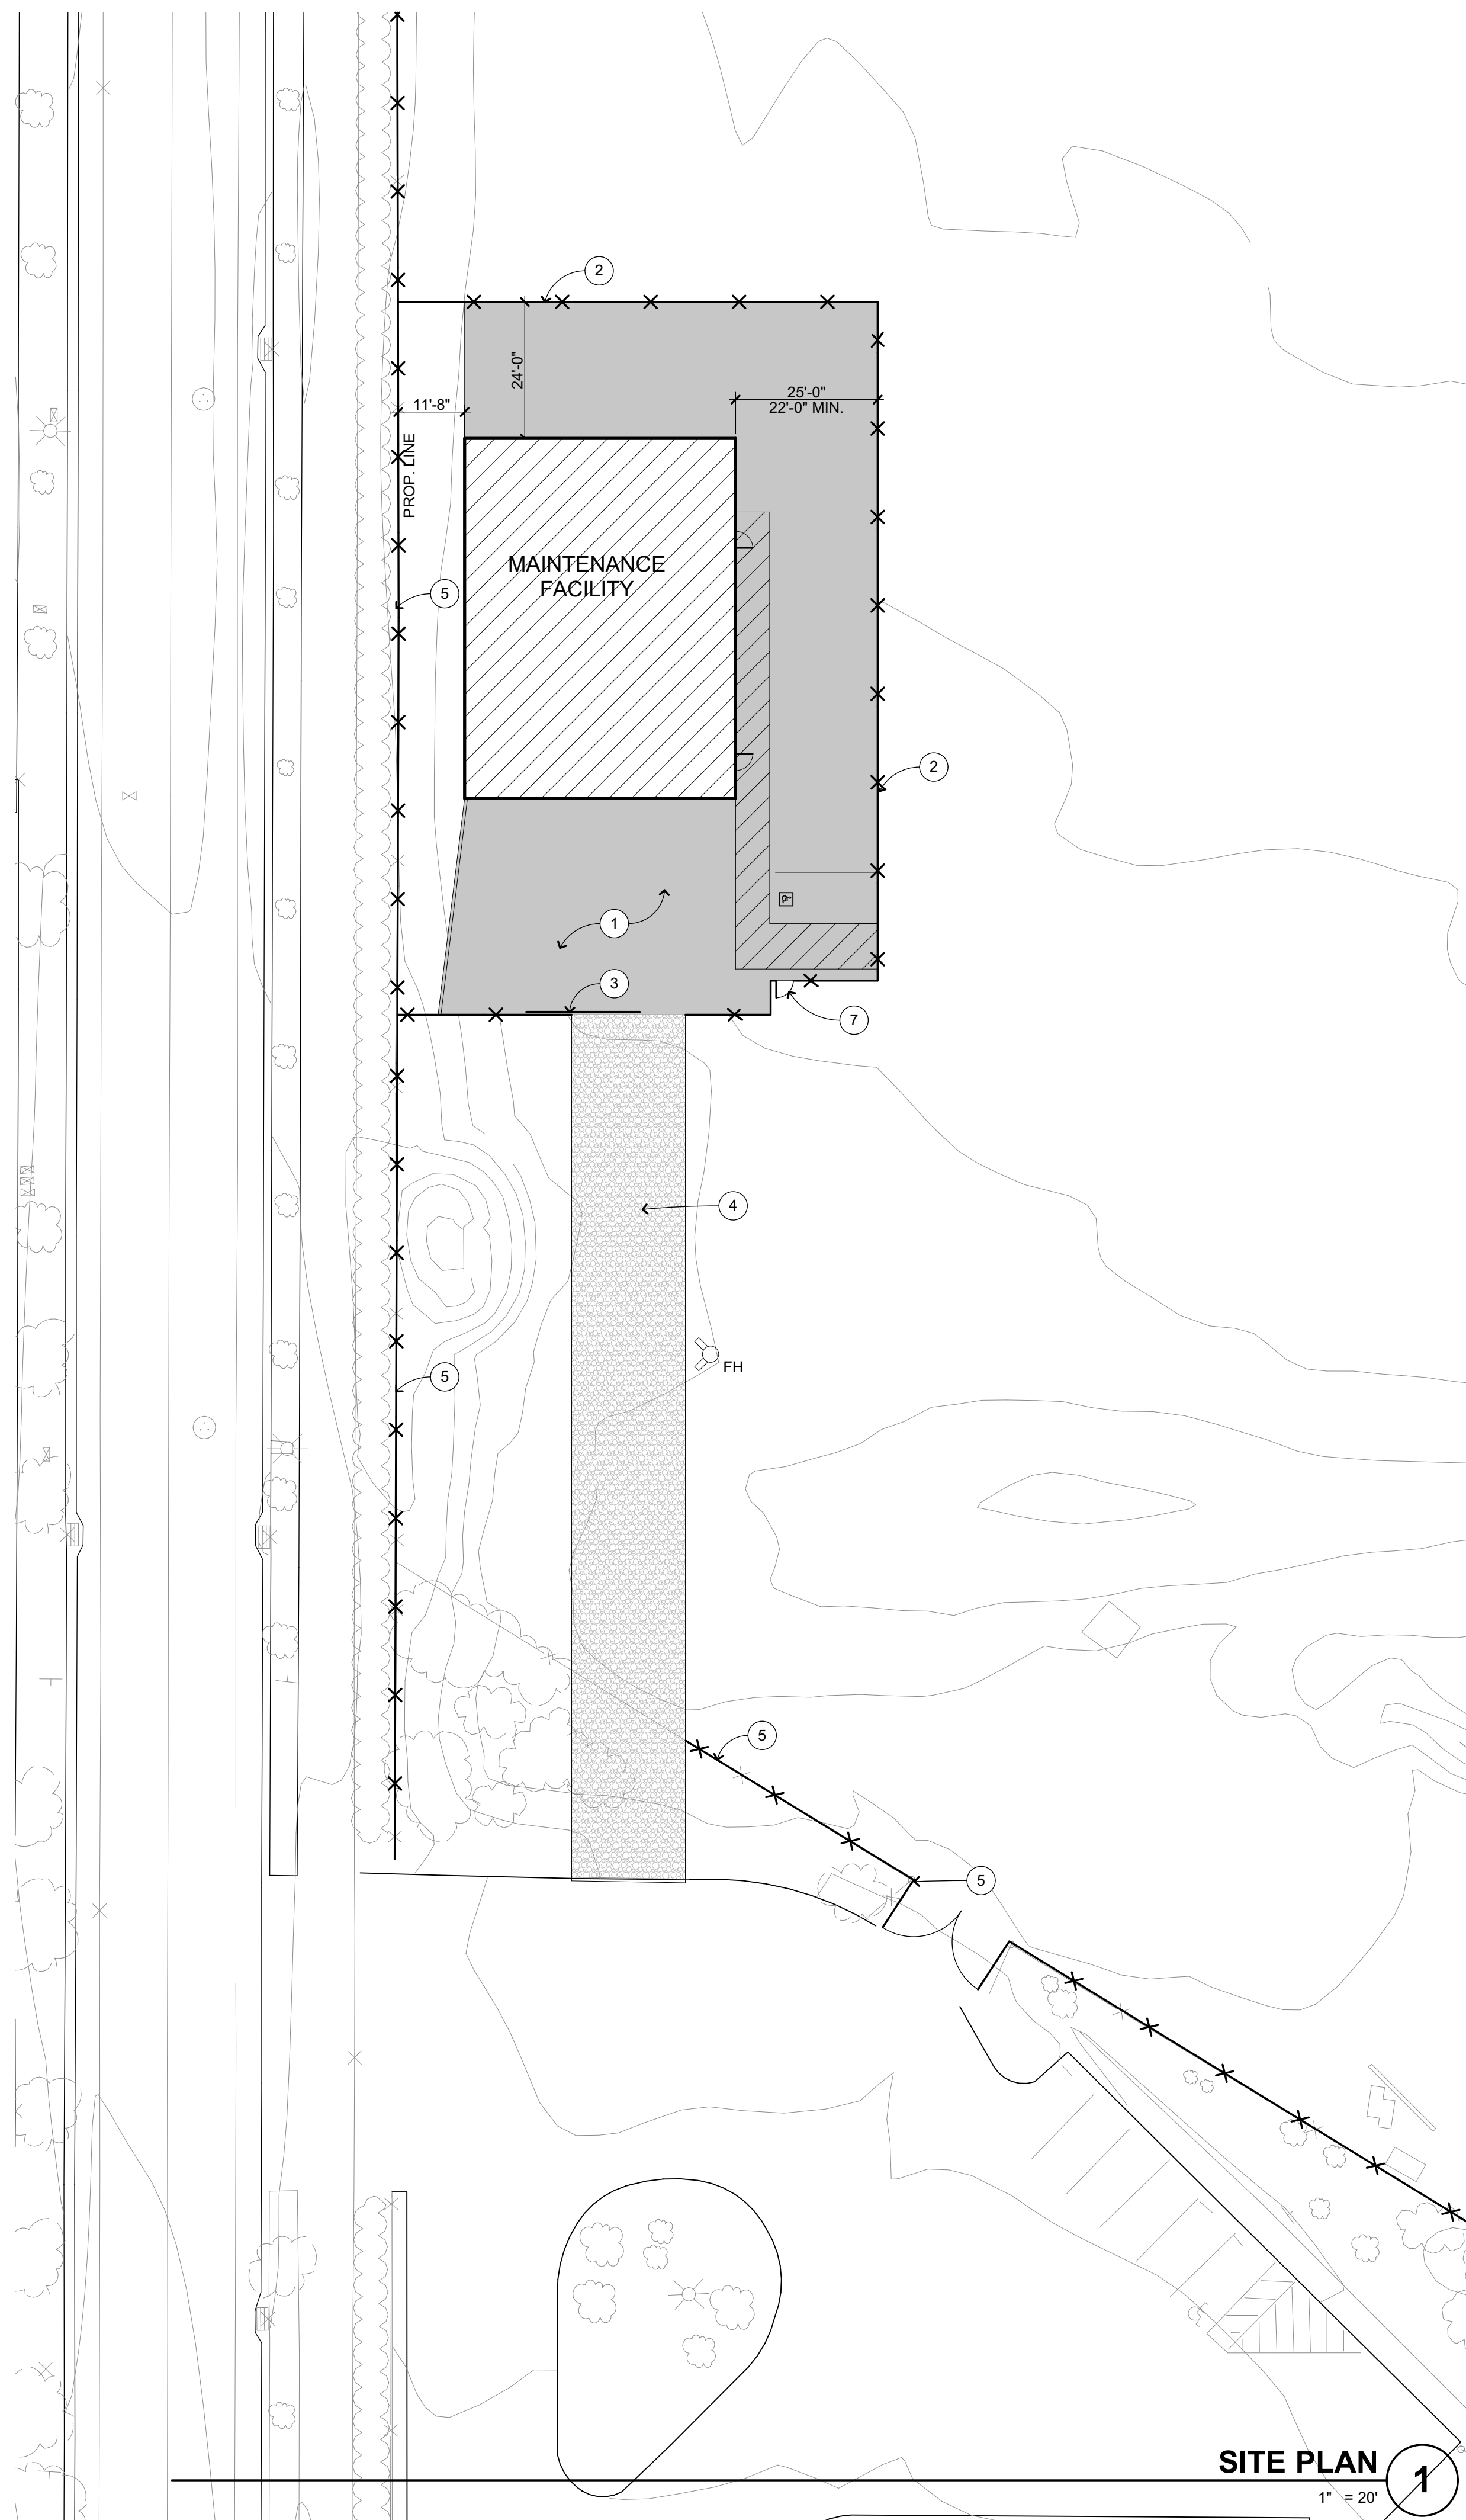 2
24'-0"
25'-0"
22'-0" MIN.
11'-8"
PROP. LINE
MAINTENANCE
FACILITY
5
2
1
3
7
4
FH
5
5
5
SITE PLAN
1
1" = 20'